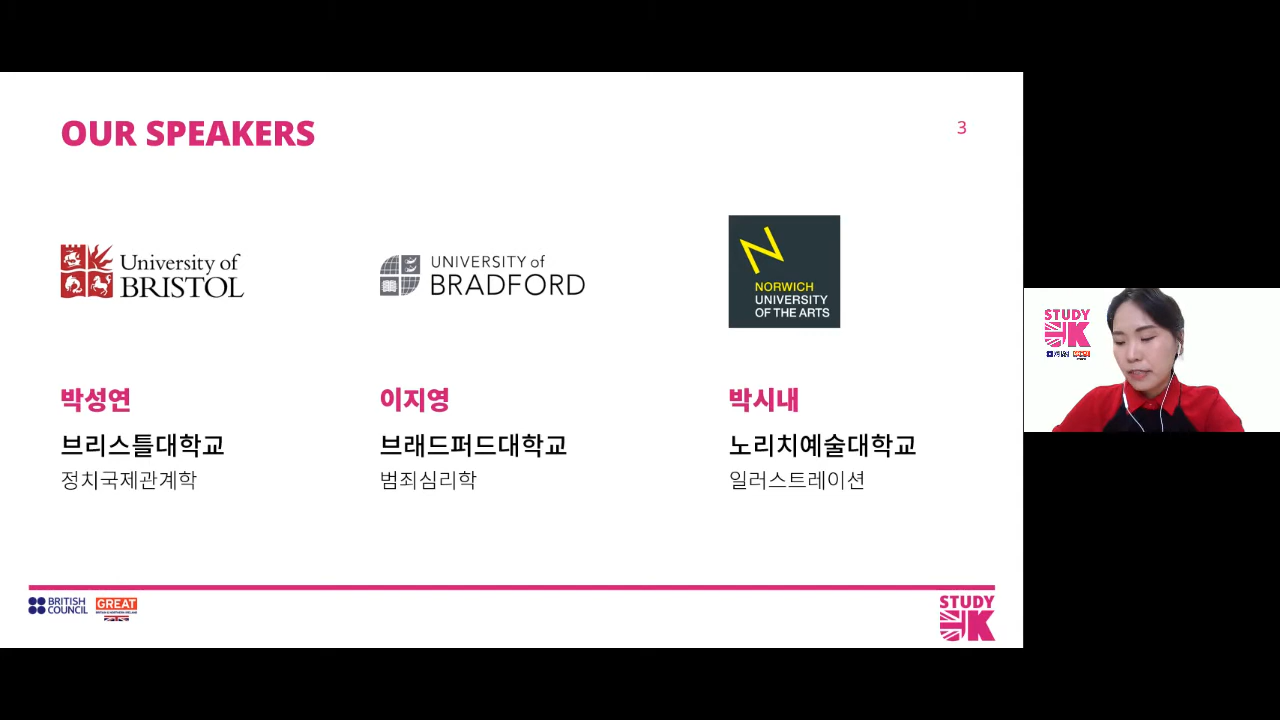 OUR SPEAKERS
3
University of
BRISTOL
UNIVERSITY of
BRADFORD
N
NORWICH
UNIVERSITY
OF THE ARTS
박성연
브리스틀대학교
정치국제관계학
이지영
브래드퍼드대학교
범죄심리학
박시내
노리치예술대학교
일러스트레이션
BRITISH
COUNCIL
GREAT
STUDY
UK
STUDY
UK